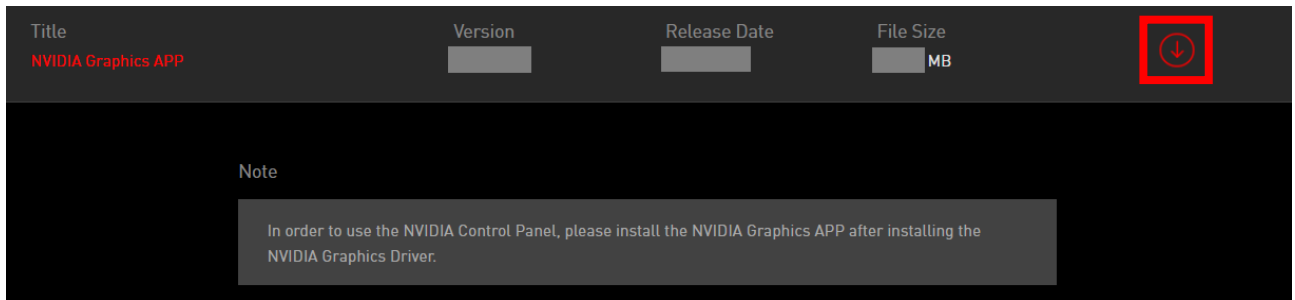 Title Version Release Date File Size
NVIDIA Graphics APP MB
Note
In order to use the NVIDIA Control Panel, please install the NVIDIA Graphics APP after installing the
NVIDIA Graphics Driver.